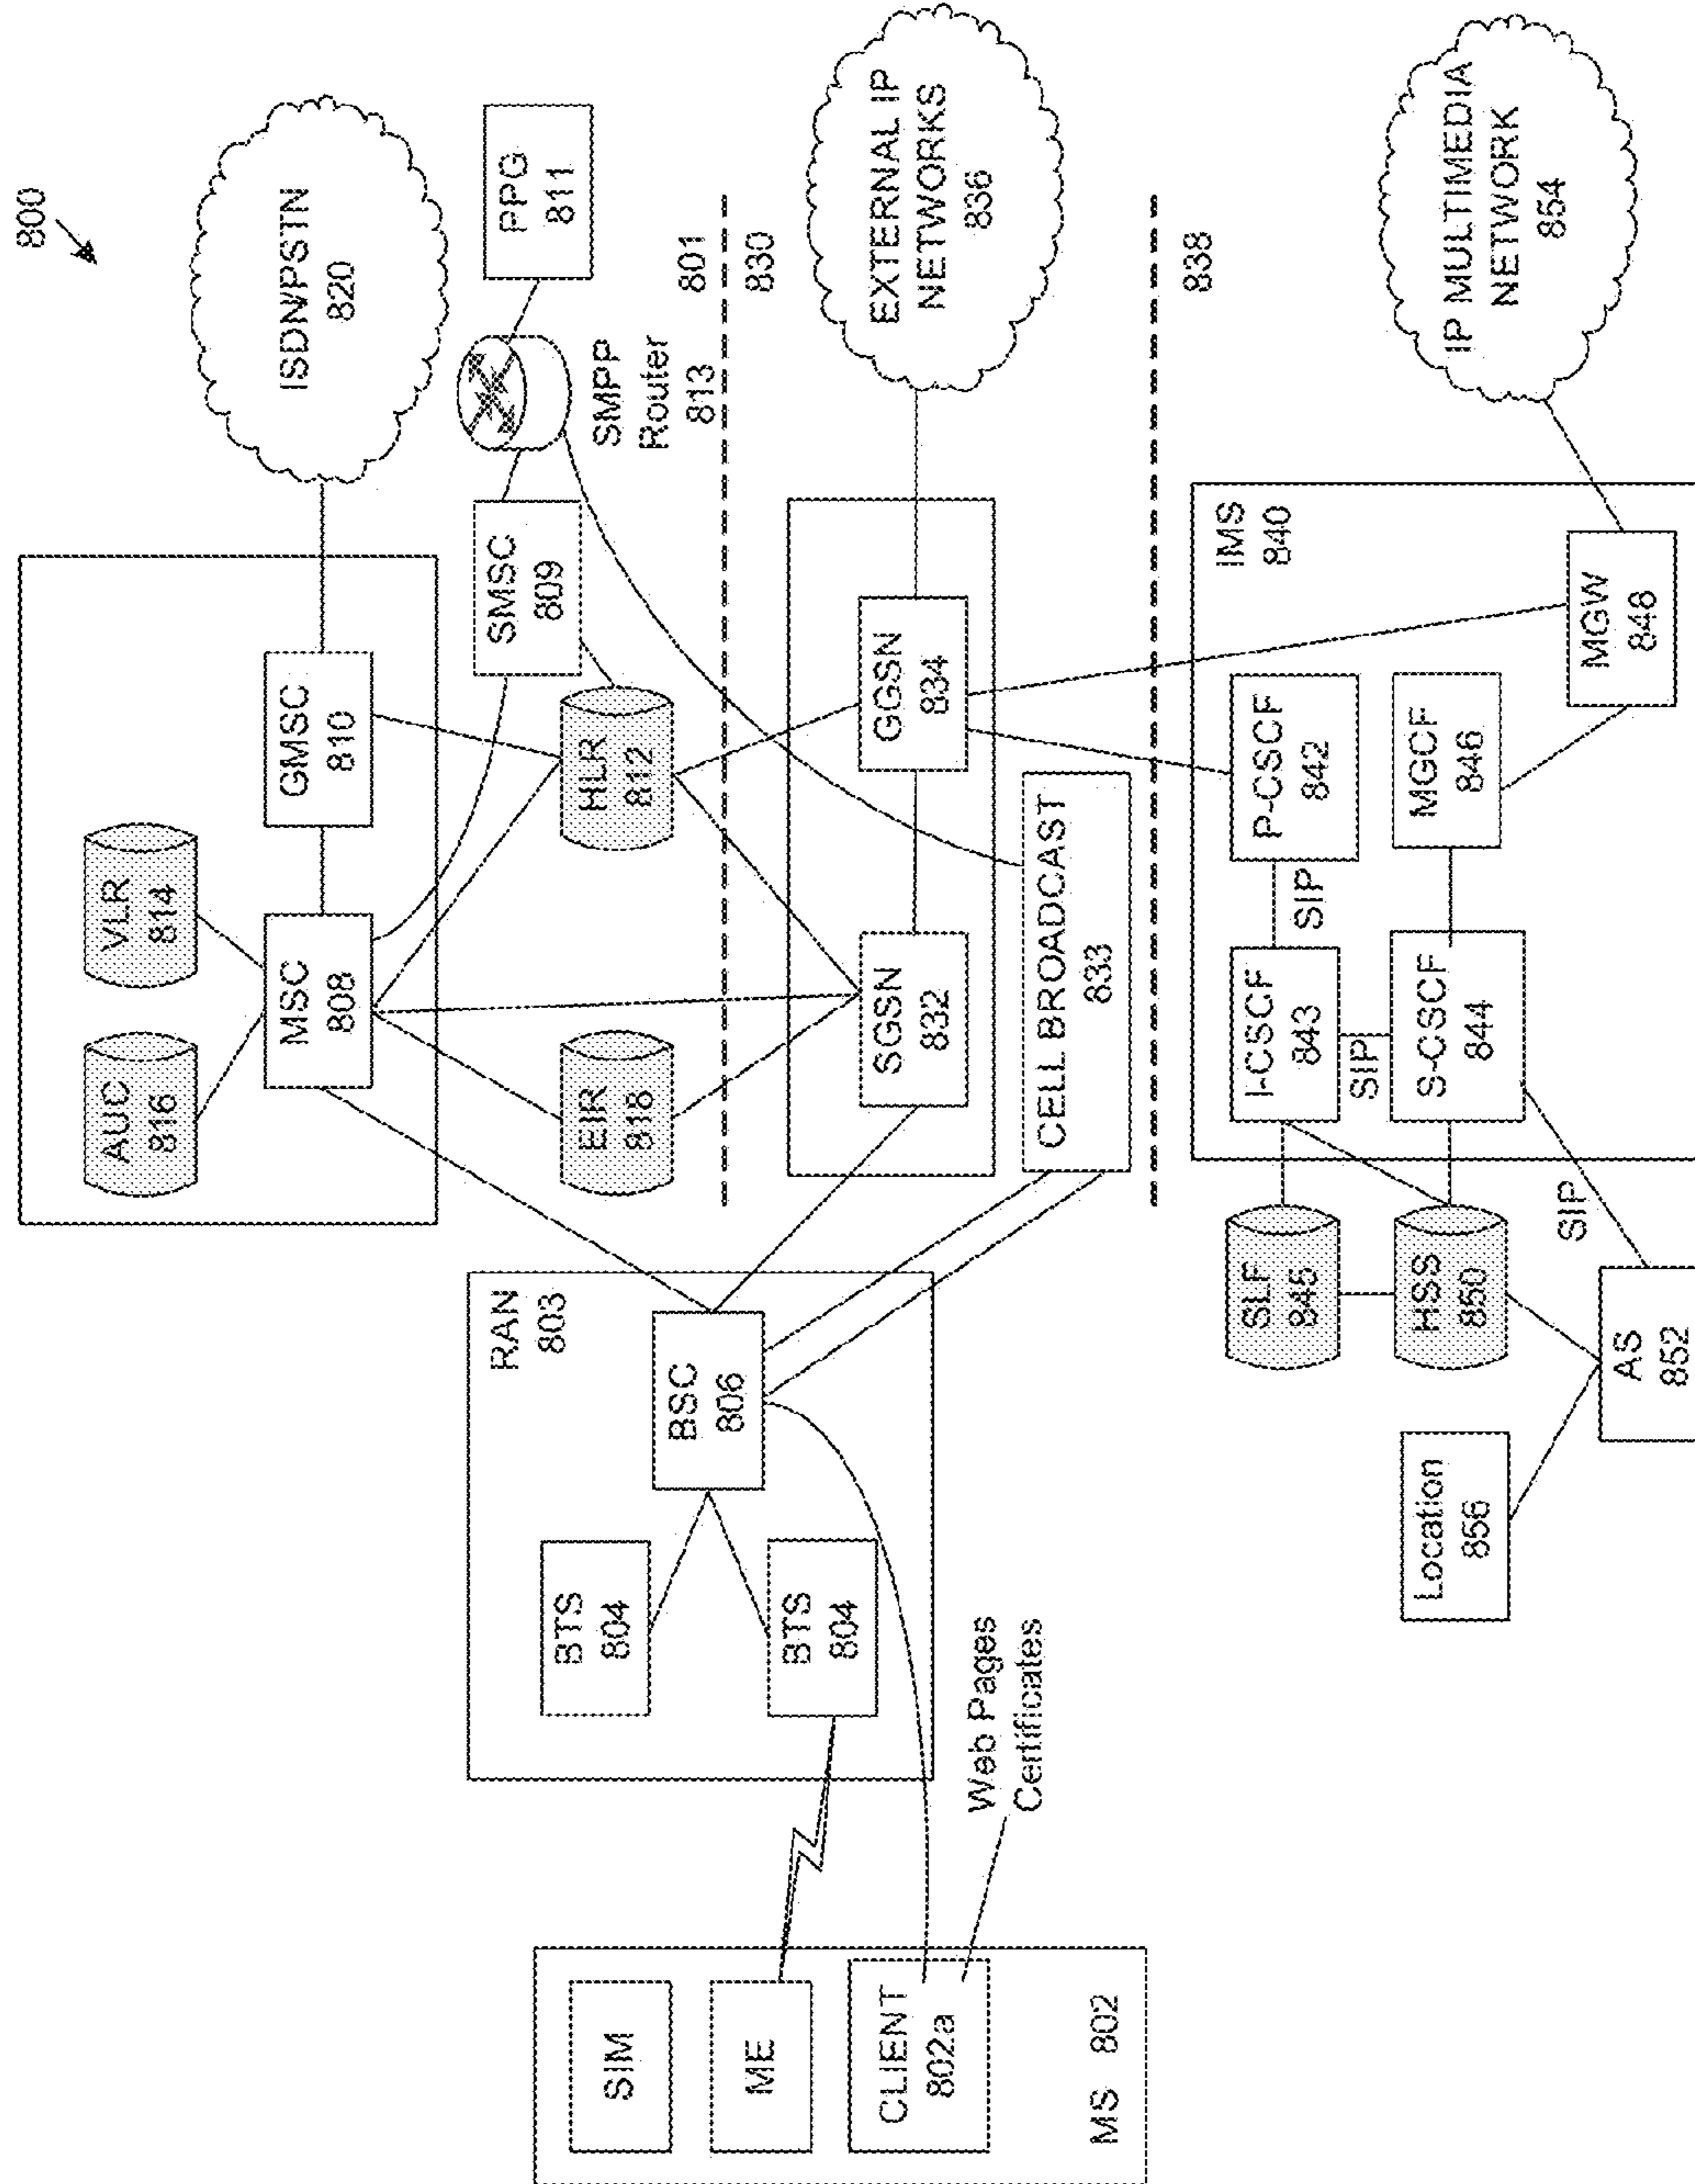 800
AUC
816
VLR
814
MSC
808
GMSC
810
ISDN/PSTN
820
SMSC
809
PPG
811
SMPP
Router
813
EIR
818
HLR
812
801
830
RAN
803
BTS
804
BTS
804
BSC
806
SIM
ME
CLIENT
802a
MS 802
Web Pages
Certificates
SGSN
832
GGSN
834
EXTERNAL IP
NETWORKS
836
CELL BROADCAST
833
838
IMS
840
SLF
845
I-CSCF
843
SIP
P-CSCF
842
SIP
HSS
850
S-CSCF
844
MGCF
846
MGW
848
IP MULTIMEDIA
NETWORK
854
Location
856
SIP
AS
852